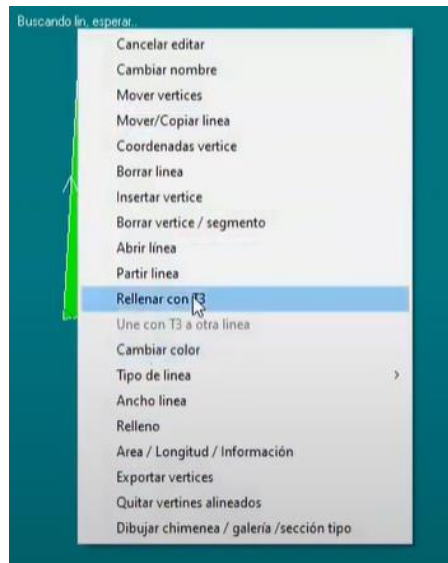 Buscando lin, esperar..
Cancelar editar
Cambiar nombre
Mover vertices
Mover/Copiar linea
Coordenadas vertice
Borrar linea
Insertar vertice
Borrar vertice / segmento
Abrir línea
Partir linea
Rellenar con T3
Une con T3 a otra linea
Cambiar color
Tipo de linea
Ancho linea
Relleno
Area / Longitud / Información
Exportar vertices
Quitar vertines alineados
Dibujar chimenea / galería /sección tipo